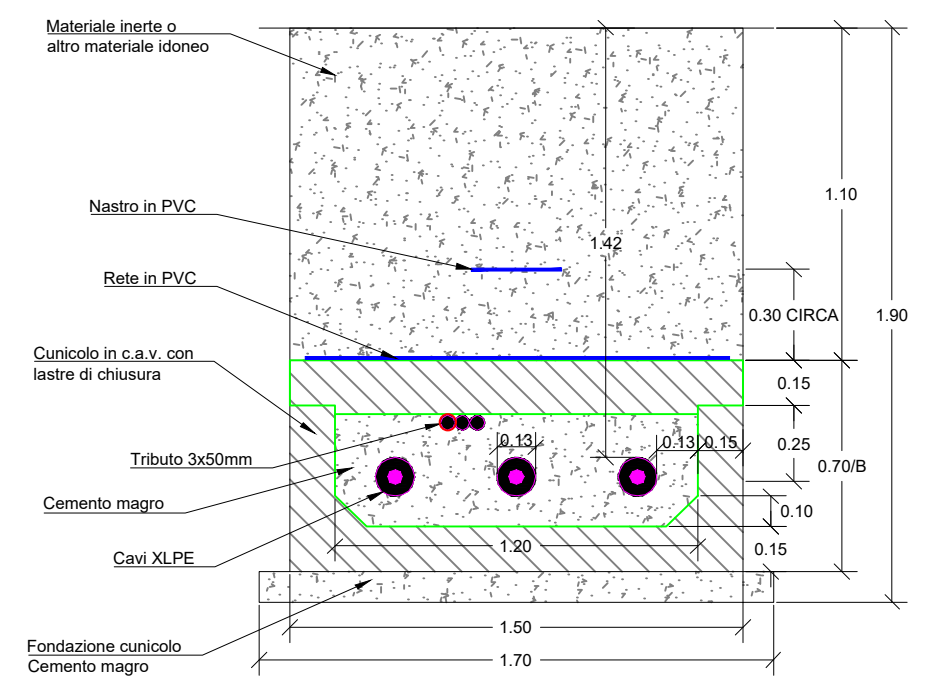 Materiale inerte o
altro materiale idoneo
1.10
Nastro in PVC
1.42
Rete in PVC
0.30 CIRCA
1.90
Cunicolo in c.a.v. con
lastre di chiusura
0.15
Tributo 3x50mm
0.13
0.13
0.15
0.25
0.70/B
Cemento magro
0.10
Cavi XLPE
1.20
0.15
Fondazione cunicolo
Cemento magro
1.50
1.70